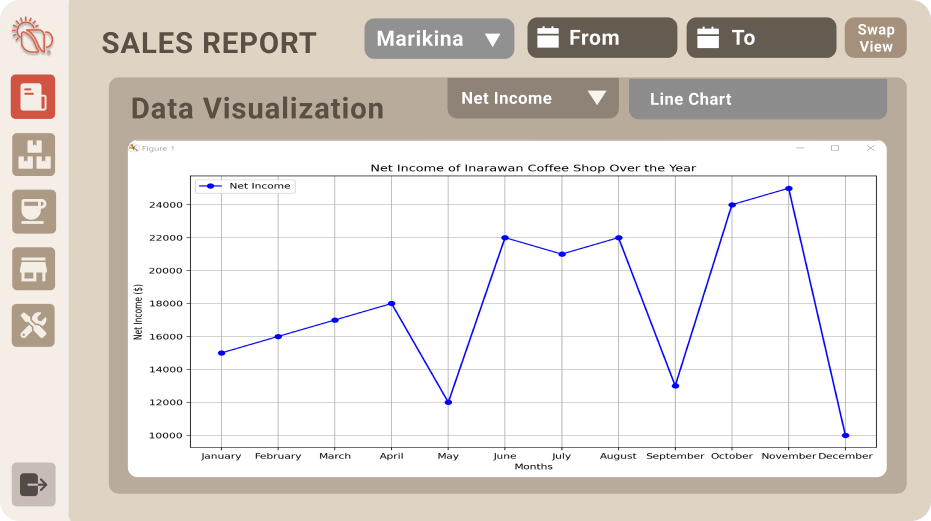 SALES REPORT
Marikina
From
To
Swap
View
Data Visualization
Net Income
Line Chart
Figure 1
Net Income of Inarawan Coffee Shop Over the Year
Net Income
24000
22000
20000
18000
16000
14000
12000
10000
Net Income ($)
January February March April May June July August September October November December
Months